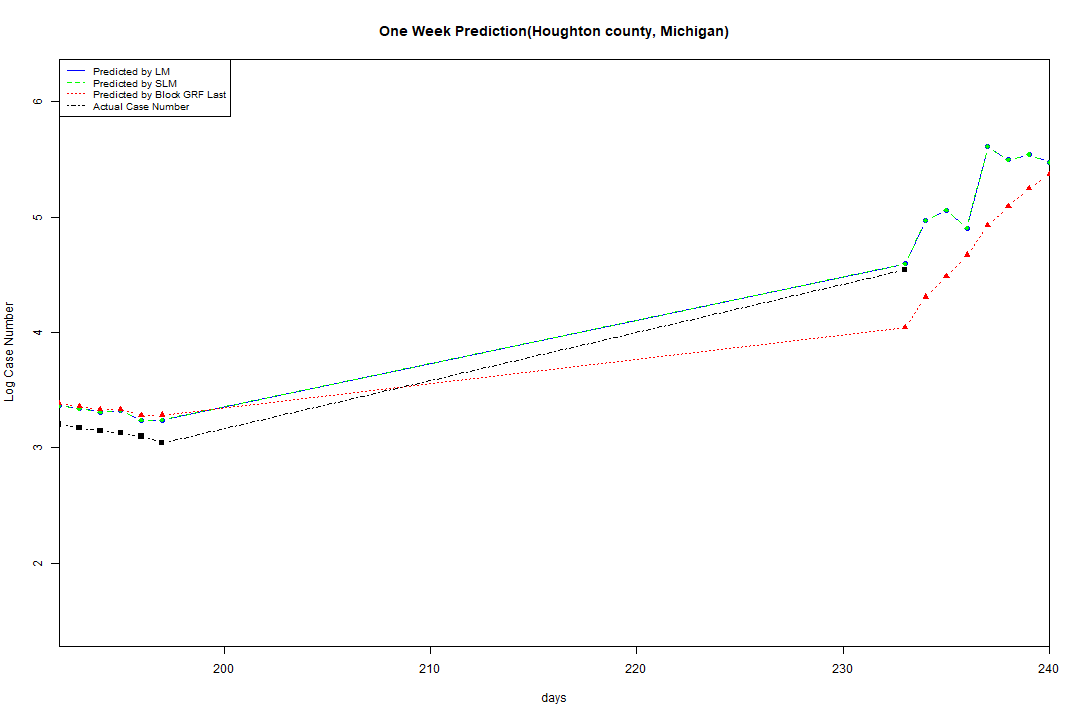 One Week Prediction(Houghton county, Michigan)
Predicted by LM
Predicted by SLM
Predicted by Block GRF Last
Actual Case Number
6
5
4
3
2
Log Case Number
200 210 220 230 240
days